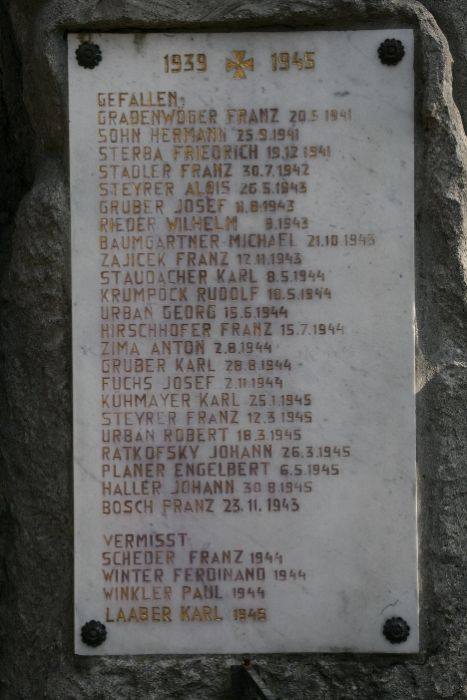 1939 1945
GEFALLEN:
GRABENWÖGER FRANZ 20.5 1941
SOHN HERMANN 25.9.1941
STERBA FRIEDRICH 19.12.1941
STADLER FRANZ 30.7.1942
STEYRER ALOIS 26.5.1943
GRUBER JOSEF 11.8.1943
RIEDER WILHELM 8.1943
BAUMGARTNER MICHAEL 21.10 1943
ZAJICEK FRANZ 12.11.1943
STAUDACHER KARL 8.5.1944
KRUMPÖCK RUDOLF 10.5.1944
URBAN GEORG 15.6.1944
HIRSCHHOFER FRANZ 15.7.1944
ZIMA ANTON 2.8.1944
GRUBER KARL 28.8.1944
FUCHS JOSEF 2.11.1944
KÜHMAYER KARL 25.1.1945
STEYRER FRANZ 12.3 1945
URBAN ROBERT 18.3.1945
RATKOFSKY JOHANN 26.3.1945
PLANER ENGELBERT 6.5.1945
HALLER JOHANN 30 8.1945
BOSCH FRANZ 23.11.1943
VERMISST:
SCHEDER FRANZ 1944
WINTER FERDINAND 1944
WINKLER PAUL 1944
LAABER KARL 1945